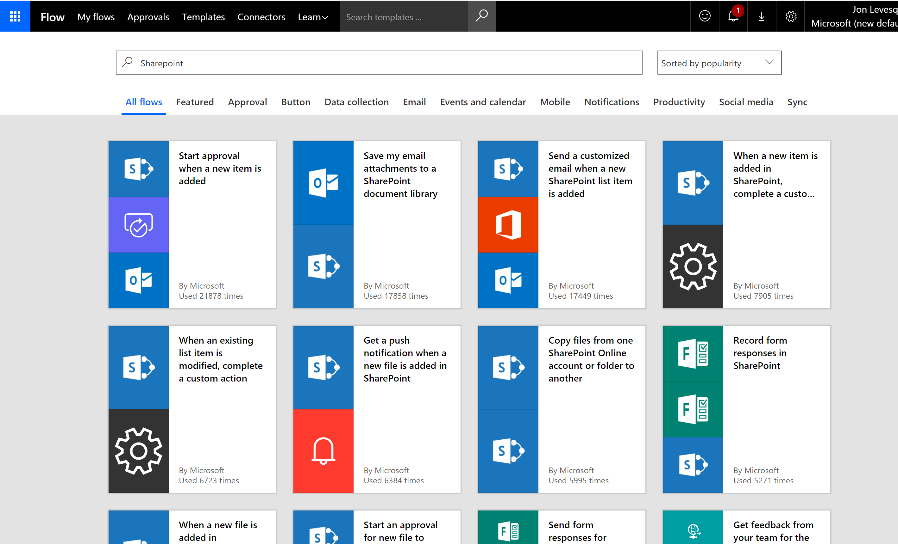 Flow My flows Approvals Templates Connectors Learn Search templates ... 1 Jon Levesq
Microsoft (new defau
Sharepoint Sorted by popularity
All flows Featured Approval Button Data collection Email Events and calendar Mobile Notifications Productivity Social media Sync
Start approval
when a new item is
added
By Microsoft
Used 21878 times
Save my email
attachments to a
SharePoint
document library
By Microsoft
Used 17858 times
Send a customized
email when a new
SharePoint list item
is added
By Microsoft
Used 17449 times
When a new item is
added in
SharePoint,
complete a custo...
By Microsoft
Used 7905 times
When an existing
list item is
modified, complete
a custom action
By Microsoft
Used 6723 times
Get a push
notification when a
new file is added in
SharePoint
By Microsoft
Used 6384 times
Copy files from one
SharePoint Online
account or folder to
another
By Microsoft
Used 5995 times
Record form
responses in
SharePoint
By Microsoft
Used 5271 times
When a new file is
added in
Start an approval
for new file to
Send form
responses for
Get feedback from
your team for the